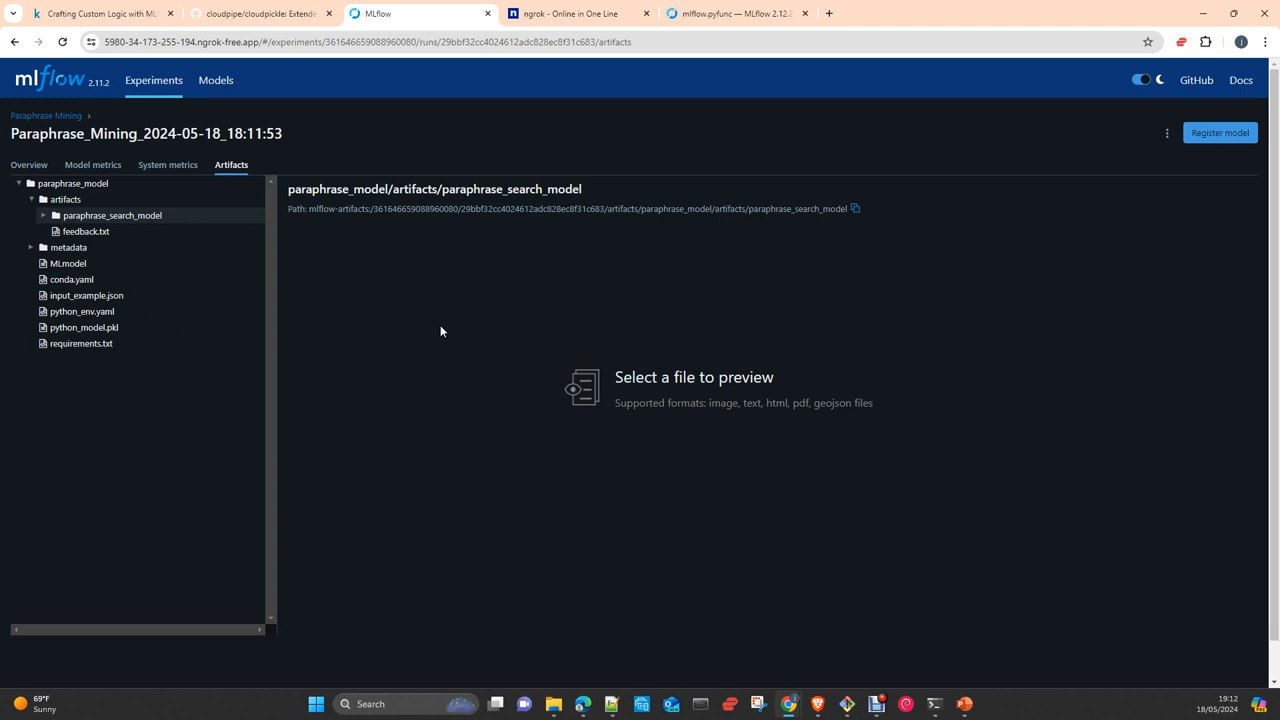 Crafting Custom Logic with MLf
cloudpipe/cloudpickle: Extende
MLflow
ngrok - Online in One Line
mlflow.pyfunc — MLflow 2.12.2
5980-34-173-255-194.ngrok-free.app/#/experiments/361646659088960080/runs/29bbf32cc4024612adc828ec8f31c683/artifacts
mlflow 2.11.2 Experiments Models GitHub Docs
Paraphrase Mining
Paraphrase_Mining_2024-05-18_18:11:53
Register model
Overview Model metrics System metrics Artifacts
paraphrase_model
artifacts
paraphrase_search_model
feedback.txt
metadata
MLmodel
conda.yaml
input_example.json
python_env.yaml
python_model.pkl
requirements.txt
paraphrase_model/artifacts/paraphrase_search_model
Path: mlflow-artifacts:/361646659088960080/29bbf32cc4024612adc828ec8f31c683/artifacts/paraphrase_model/artifacts/paraphrase_search_model
Select a file to preview
Supported formats: image, text, html, pdf, geojson files
69°F
Sunny
Search
19:12
18/05/2024